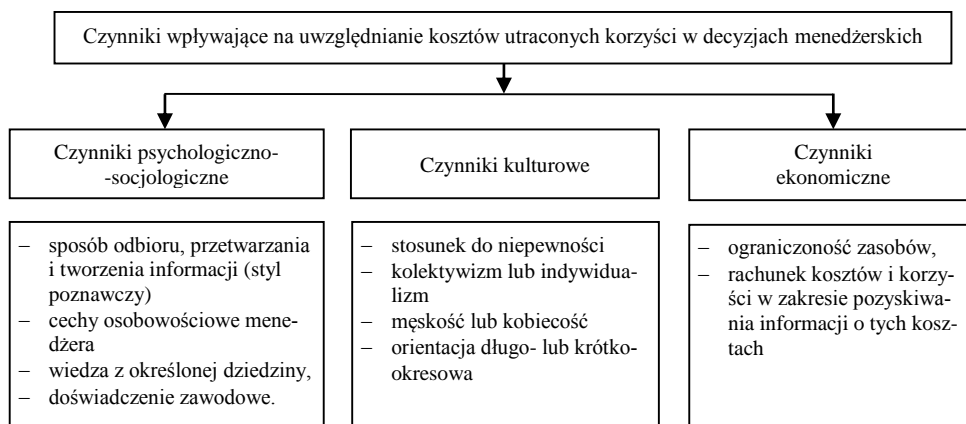 Czynniki wpływające na uwzględnianie kosztów utraconych korzyści w decyzjach menedżerskich
Czynniki psychologiczno-
-socjologiczne
Czynniki kulturowe
Czynniki
ekonomiczne
– sposób odbioru, przetwarzania
i tworzenia informacji (styl
poznawczy)
– cechy osobowościowe mene-
dżera
– wiedza z określonej dziedziny,
– doświadczenie zawodowe.
– stosunek do niepewności
– kolektywizm lub indywidua-
lizm
– męskość lub kobiecość
– orientacja długo- lub krótko-
okresowa
– ograniczoność zasobów,
– rachunek kosztów i korzy-
ści w zakresie pozyskiwa-
nia informacji o tych kosz-
tach